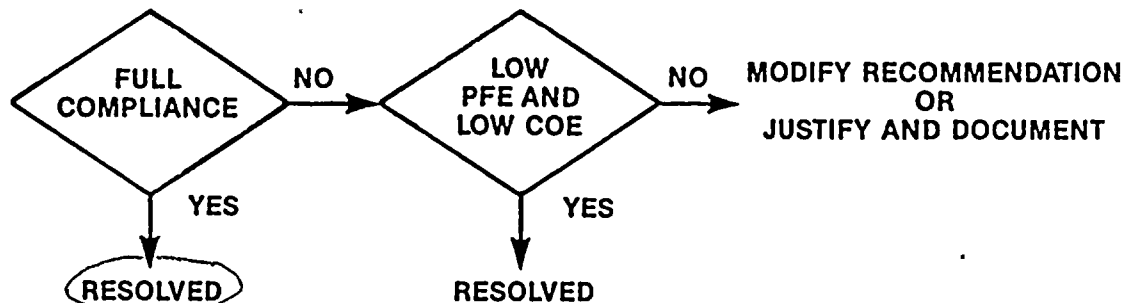 FULL
COMPLIANCE
NO
LOW
PFE AND
LOW COE
NO
MODIFY RECOMMENDATION
OR
JUSTIFY AND DOCUMENT
YES
YES
RESOLVED
RESOLVED